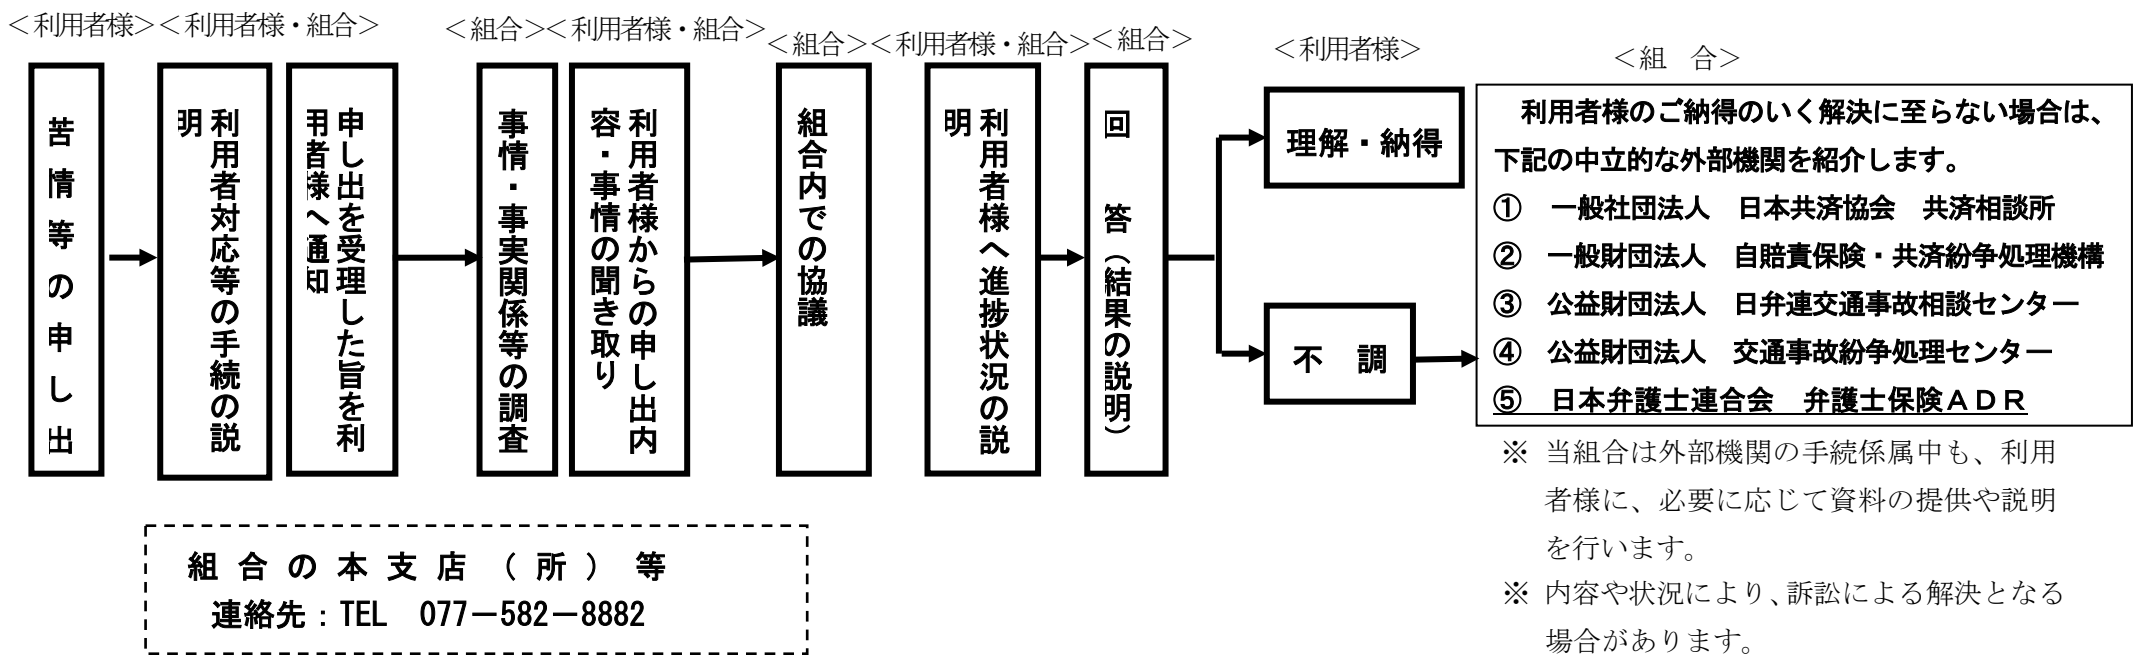 ＜利用者様＞
＜利用者様・組合＞
＜組合＞
＜利用者様・組合＞
＜組合＞
＜利用者様・組合＞
＜組合＞
＜利用者様＞
＜組　合＞
苦情等の申し出
利用者対応等の手続の説
明
申し出を受理した旨を利
用者様へ通知
事情・事実関係等の調査
利用者様からの申し出内
容・事情の聞き取り
組合内での協議
利用者様へ進捗状況の説
明
回　　答（結果の説明）
理解・納得
不　調
利用者様のご納得のいく解決に至らない場合は、
下記の中立的な外部機関を紹介します。
①　一般社団法人　日本共済協会　共済相談所
②　一般財団法人　自賠責保険・共済紛争処理機構
③　公益財団法人　日弁連交通事故相談センター
④　公益財団法人　交通事故紛争処理センター
⑤　日本弁護士連合会　弁護士保険ＡＤＲ
※ 当組合は外部機関の手続係属中も、利用
者様に、必要に応じて資料の提供や説明
を行います。
※ 内容や状況により、訴訟による解決となる
場合があります。
組 合 の 本 支 店 （ 所 ） 等
連絡先：TEL　077－582－8882